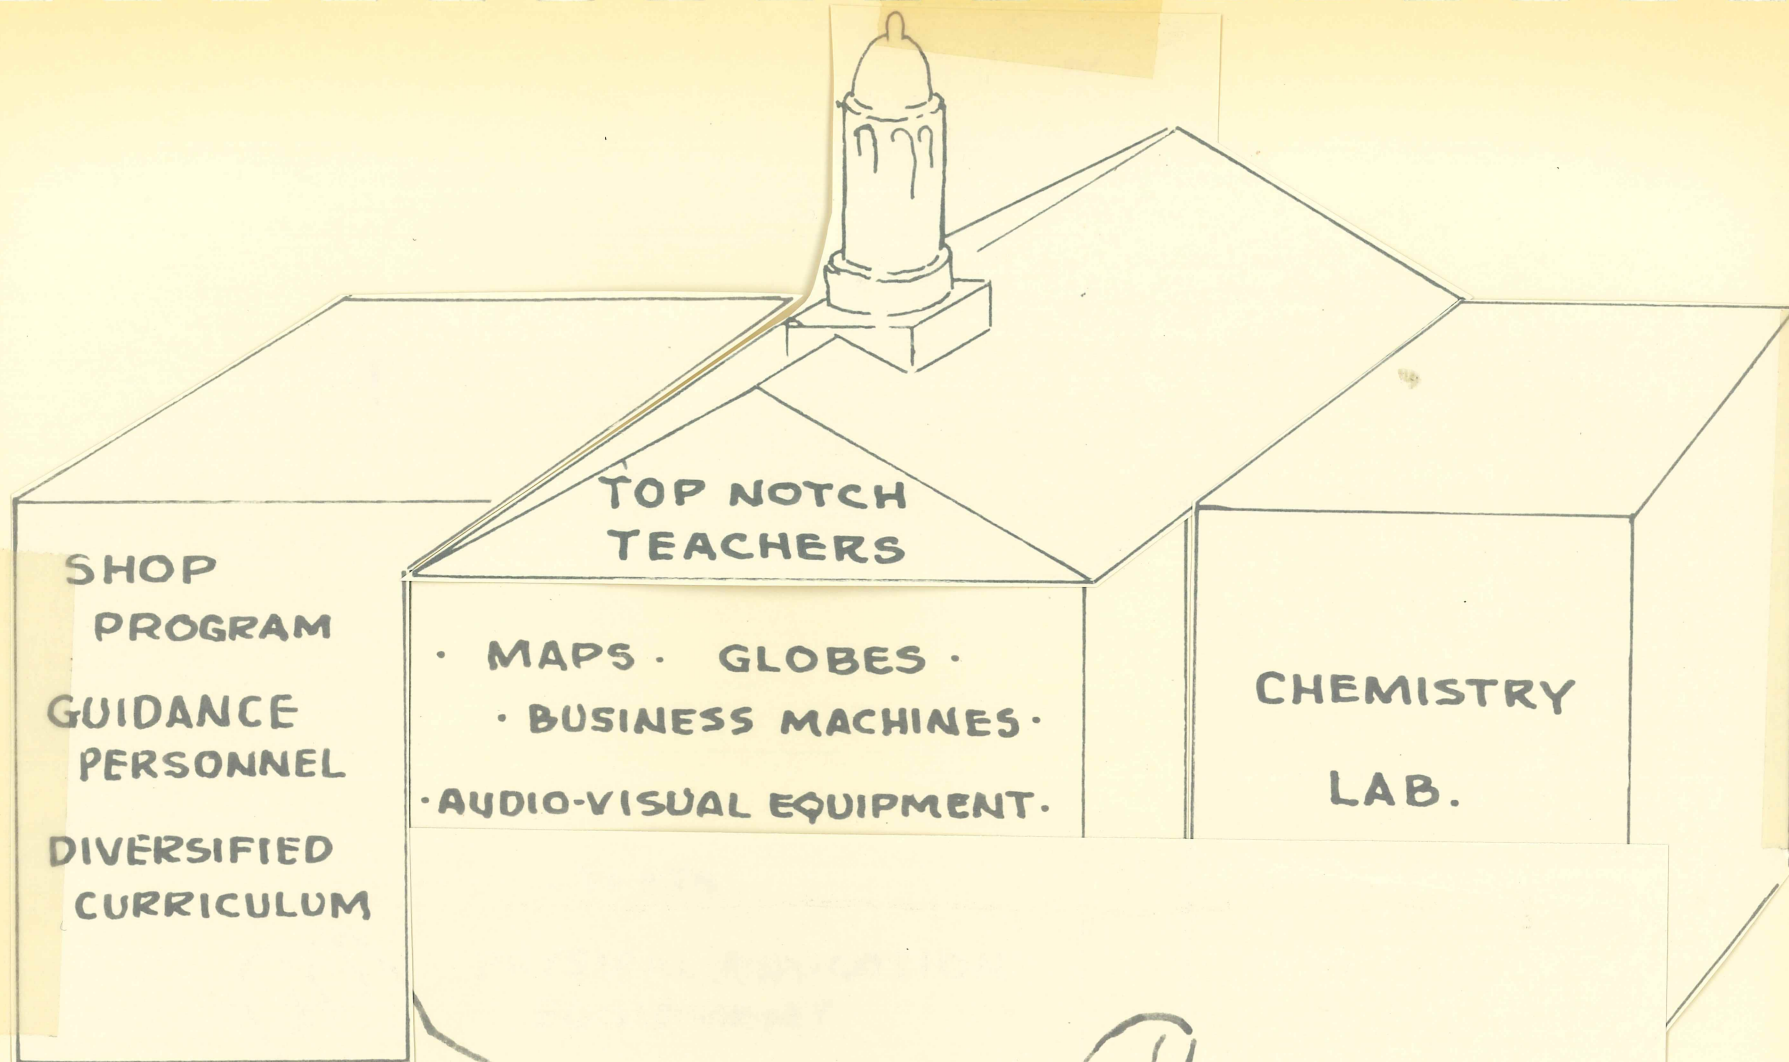 TOP NOTCH
TEACHERS
SHOP
PROGRAM
GUIDANCE
PERSONNEL
DIVERSIFIED
CURRICULUM
· MAPS · GLOBES ·
· BUSINESS MACHINES ·
· AUDIO-VISUAL EQUIPMENT ·
CHEMISTRY
LAB.